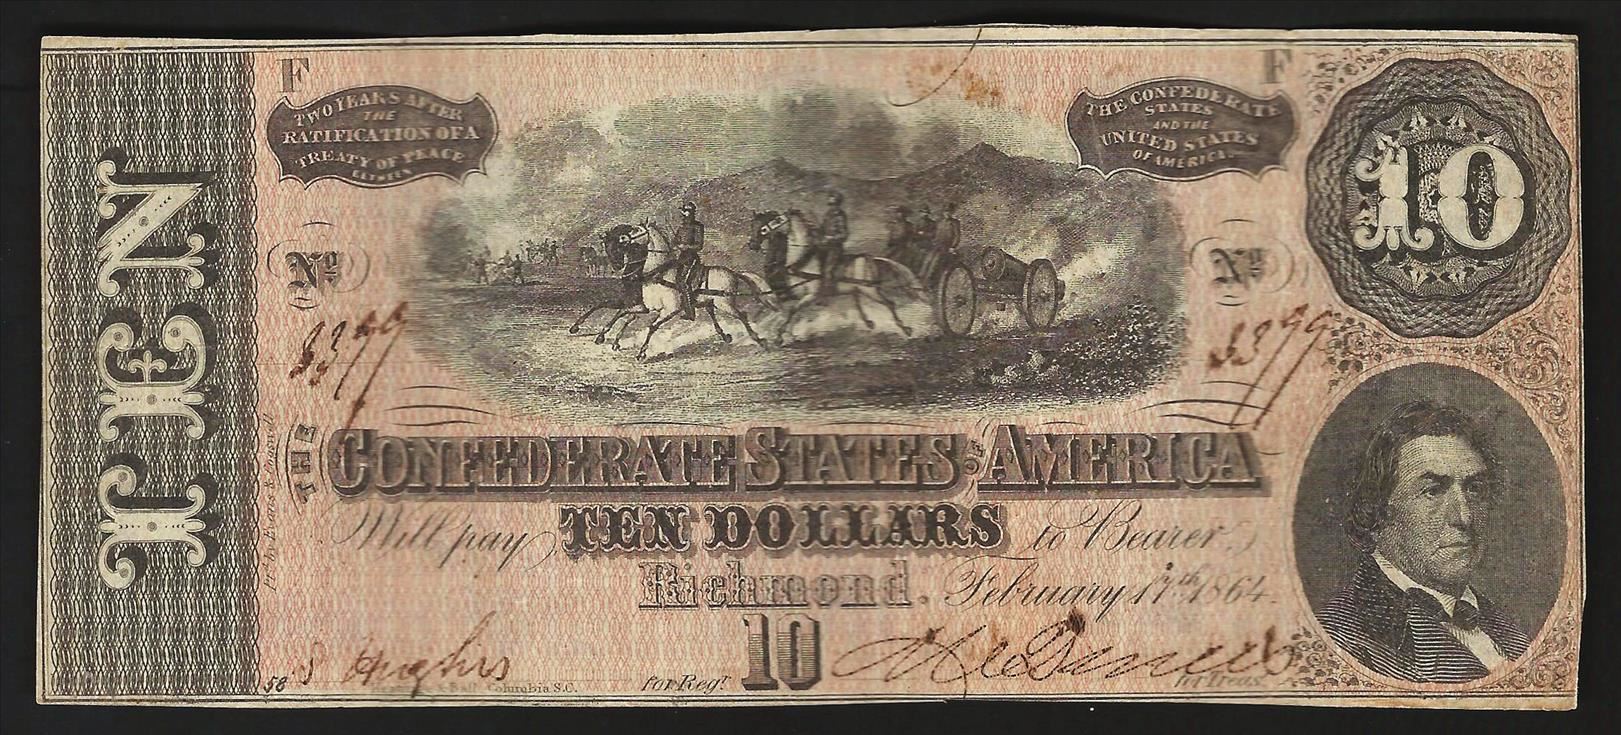 F
F
TWO YEARS AFTER
THE
RATIFICATION OF A
TREATY OF PEACE
BETWEEN
THE CONFEDERATE
STATES
AND THE
UNITED STATES
OF AMERICA.
10
TEN
No
No
THE CONFEDERATE STATES OF AMERICA
Will pay TEN DOLLARS to Bearer
Richmond. February 17th 1864.
58
10
for Regr.
for Treas.
Columbia S.C.